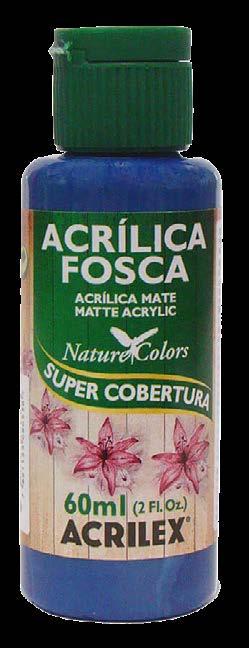 ACRÍLICA
FOSCA
ACRÍLICA MATE
MATTE ACRYLIC
Nature Colors
SUPER COBERTURA
60ml (2 Fl. Oz.)
ACRILEX®